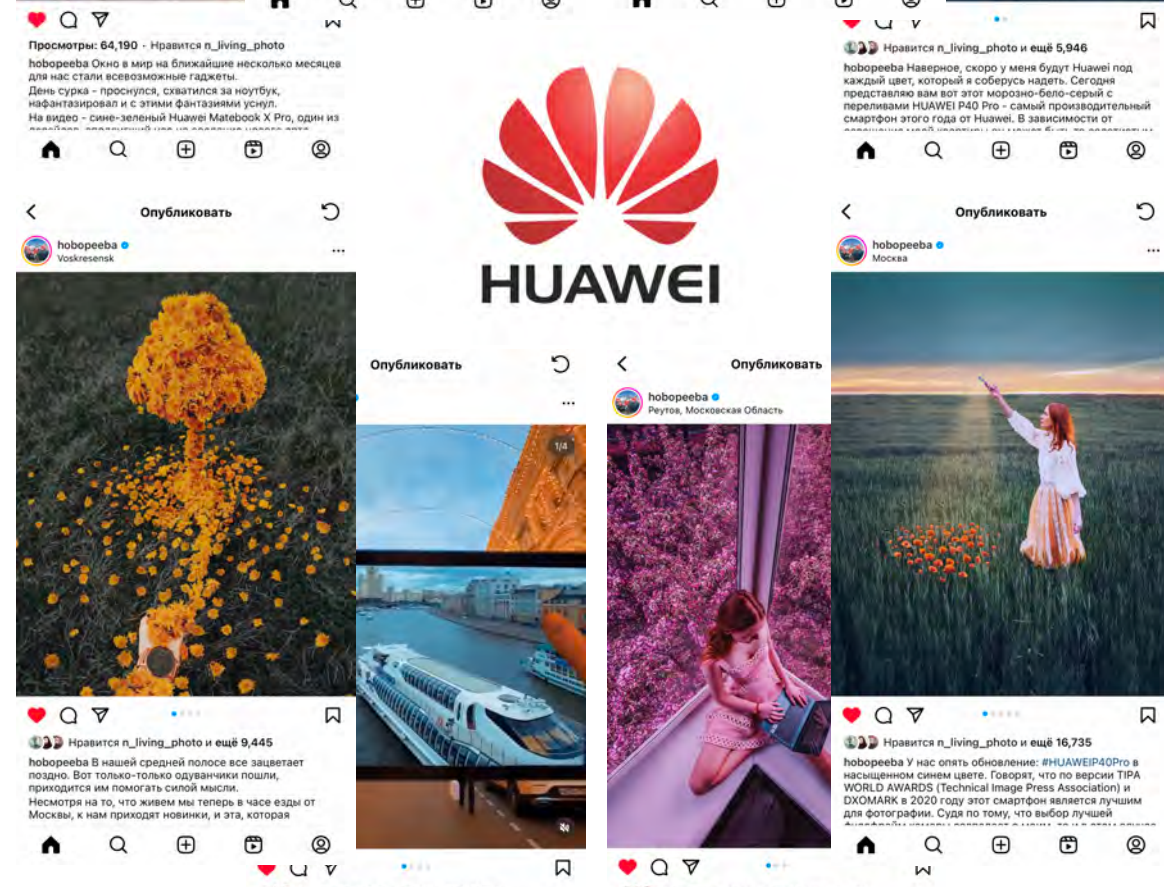 Просмотры: 64,190 · Нравится n_living_photo
hobopeeba Окно в мир на ближайшие несколько месяцев
для нас стали всевозможные гаджеты.
День сурка - проснулся, схватился за ноутбук,
нафантазировал и с этими фантазиями уснул.
На видео - сине-зеленый Huawei Matebook X Pro, один из
Нравится n_living_photo и ещё 5,946
hobopeeba Наверное, скоро у меня будут Huawei под
каждый цвет, который я соберусь надеть. Сегодня
представляю вам вот этот морозно-бело-серый с
переливами HUAWEI P40 Pro - самый производительный
смартфон этого года от Huawei. В зависимости от
HUAWEI
Опубликовать
hobopeeba
Voskresensk
Нравится n_living_photo и ещё 9,445
hobopeeba В нашей средней полосе все зацветает
поздно. Вот только-только одуванчики пошли,
приходится им помогать силой мысли.
Несмотря на то, что живем мы теперь в часе езды от
Москвы, к нам приходят новинки, и эта, которая
Опубликовать
1/4
Опубликовать
hobopeeba
Реутов, Московская Область
Опубликовать
hobopeeba
Москва
Нравится n_living_photo и ещё 16,735
hobopeeba У нас опять обновление: #HUAWEIP40Pro в
насыщенном синем цвете. Говорят, что по версии TIPA
WORLD AWARDS (Technical Image Press Association) и
DXOMARK в 2020 году этот смартфон является лучшим
для фотографии. Судя по тому, что выбор лучшей